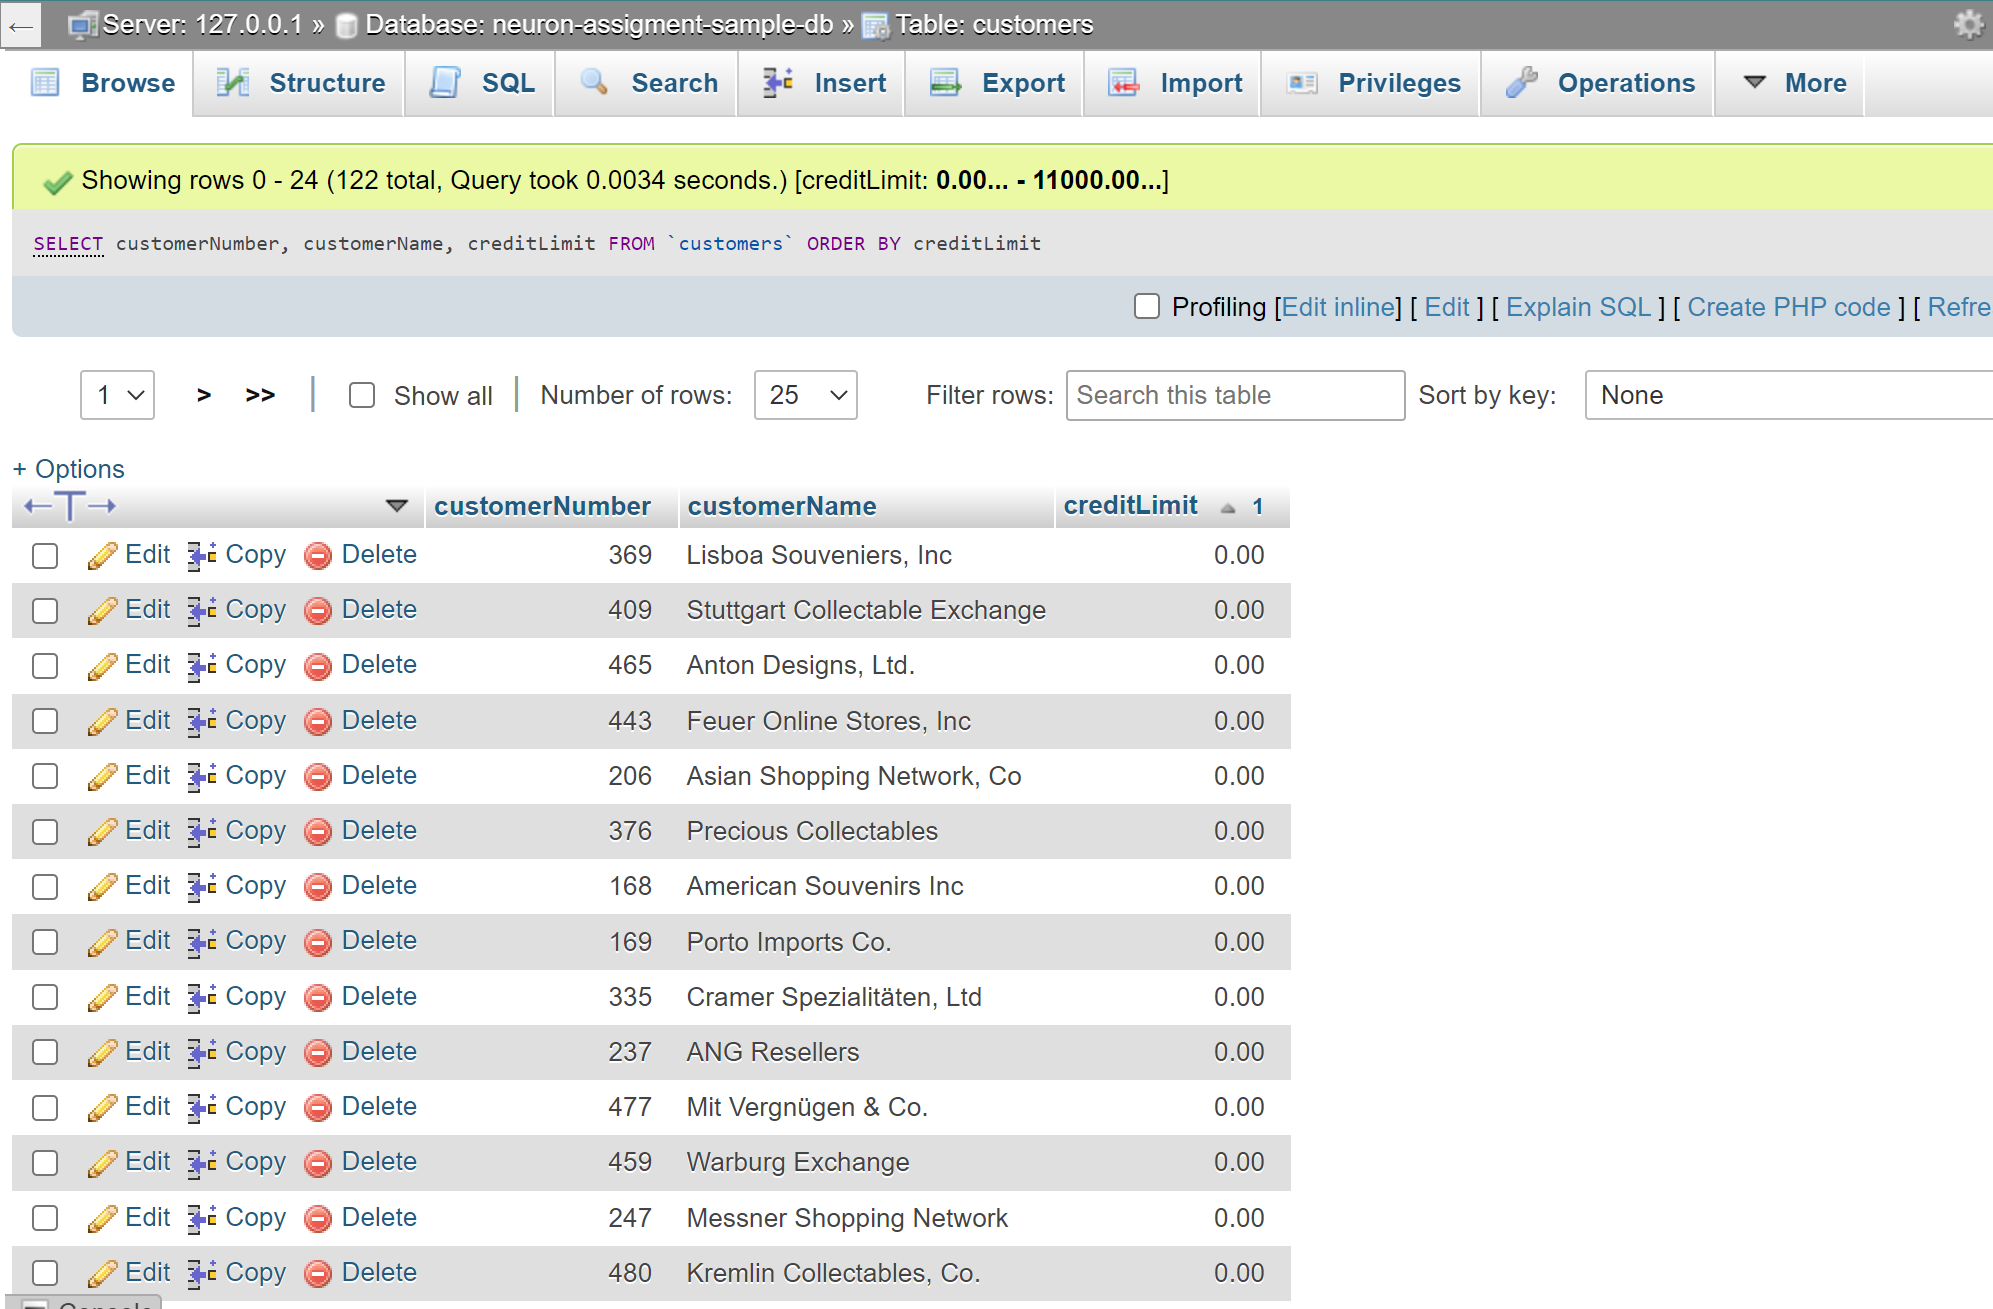 ← Server: 127.0.0.1 » Database: neuron-assigment-sample-db » Table: customers
Browse Structure SQL Search Insert Export Import Privileges Operations More
Showing rows 0 - 24 (122 total, Query took 0.0034 seconds.) [creditLimit: 0.00... - 11000.00...]
SELECT customerNumber, customerName, creditLimit FROM `customers` ORDER BY creditLimit
Profiling [Edit inline] [ Edit ] [ Explain SQL ] [ Create PHP code ] [ Refre
1 > >> | Show all | Number of rows: 25 Filter rows: Search this table Sort by key: None
+ Options
←T→ customerNumber customerName creditLimit 1
Edit Copy Delete 369 Lisboa Souveniers, Inc 0.00
Edit Copy Delete 409 Stuttgart Collectable Exchange 0.00
Edit Copy Delete 465 Anton Designs, Ltd. 0.00
Edit Copy Delete 443 Feuer Online Stores, Inc 0.00
Edit Copy Delete 206 Asian Shopping Network, Co 0.00
Edit Copy Delete 376 Precious Collectables 0.00
Edit Copy Delete 168 American Souvenirs Inc 0.00
Edit Copy Delete 169 Porto Imports Co. 0.00
Edit Copy Delete 335 Cramer Spezialitäten, Ltd 0.00
Edit Copy Delete 237 ANG Resellers 0.00
Edit Copy Delete 477 Mit Vergnügen & Co. 0.00
Edit Copy Delete 459 Warburg Exchange 0.00
Edit Copy Delete 247 Messner Shopping Network 0.00
Edit Copy Delete 480 Kremlin Collectables, Co. 0.00
Console